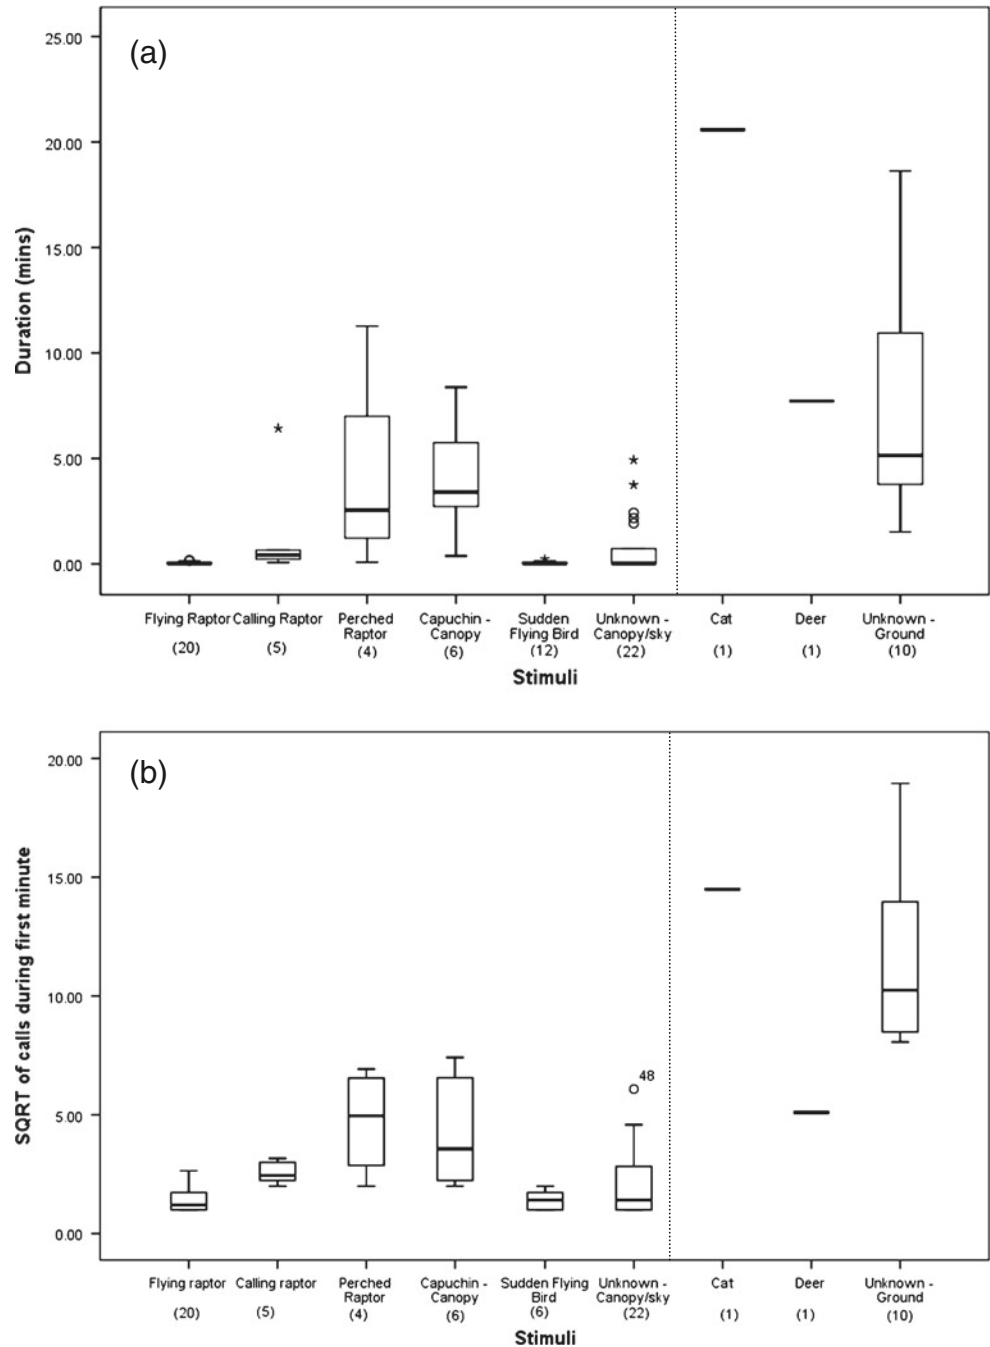 (a)
25.00
20.00
15.00
10.00
5.00
0.00
Duration (mins)
Flying Raptor Calling Raptor Perched Capuchin - Sudden Unknown - Cat Deer Unknown -
Raptor Canopy Flying Bird Canopy/sky Ground
(20) (5) (4) (6) (12) (22) (1) (1) (10)
Stimuli
(b)
20.00
15.00
10.00
5.00
0.00
SQRT of calls during first minute
48
Flying raptor Calling raptor Perched Capuchin - Sudden Flying Unknown - Cat Deer Unknown -
Raptor Canopy Bird Canopy/sky Ground
(20) (5) (4) (6) (6) (22) (1) (1) (10)
Stimuli